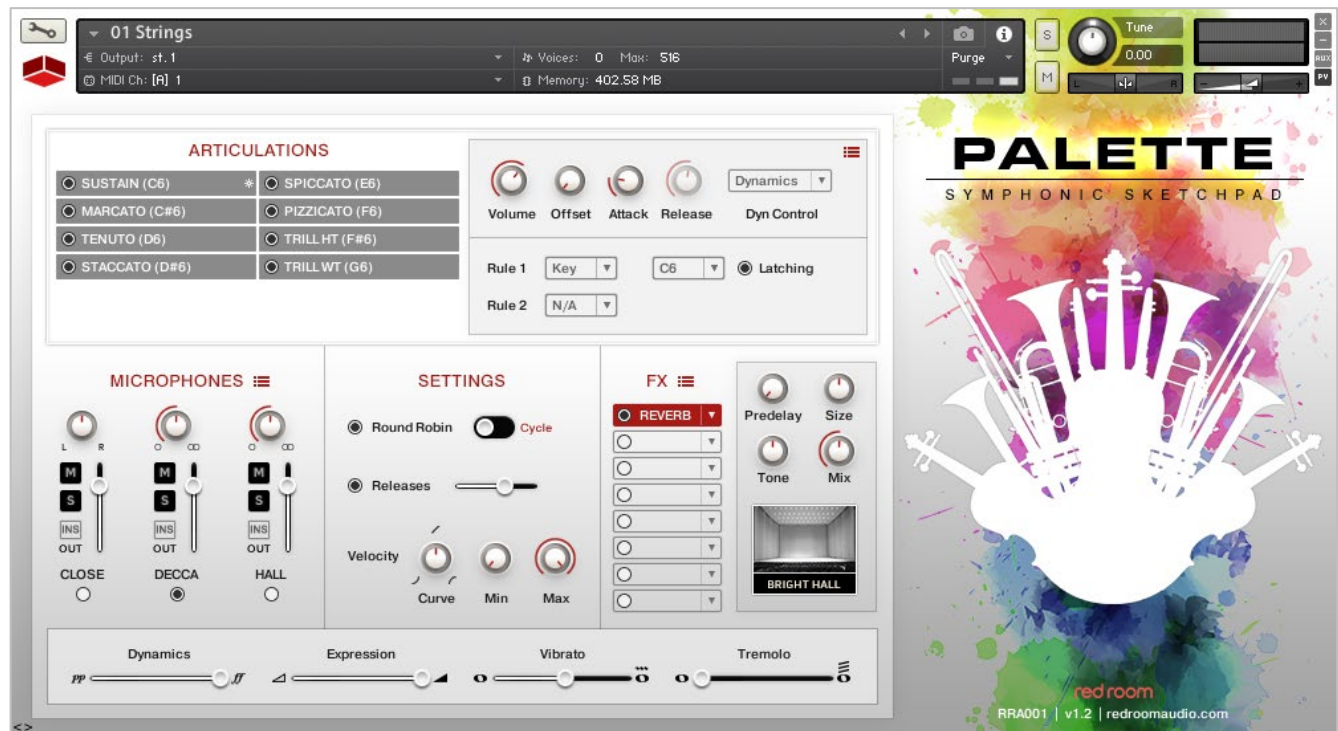 01 Strings
Output: st.1
Voices: 0 Max: 516
Purge
MIDI Ch: [A] 1
Memory: 402.58 MB
S
M
Tune
0.00
L R
- +
x
-
AUX
PV
ARTICULATIONS
SUSTAIN (C6) SPICCATO (E6)
MARCATO (C#6) PIZZICATO (F6)
TENUTO (D6) TRILL HT (F#6)
STACCATO (D#6) TRILL WT (G6)
Volume Offset Attack Release
Dynamics
Dyn Control
Rule 1 Key C6 Latching
Rule 2 N/A
MICROPHONES
L R
M M M
S S S
INS INS INS
OUT OUT OUT
CLOSE DECCA HALL
SETTINGS
Round Robin Cycle
Releases
Velocity
Curve Min Max
FX
REVERB
Predelay Size
Tone Mix
BRIGHT HALL
Dynamics Expression Vibrato Tremolo
pp ff
PALETTE
SYMPHONIC SKETCHPAD
red room
RRA001 | v1.2 | redroomaudio.com
<>